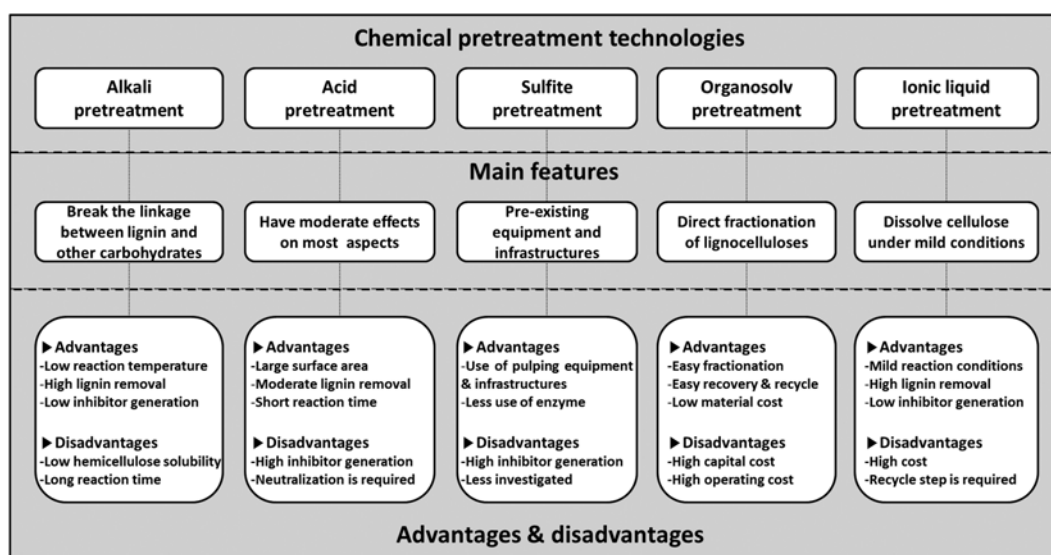 Chemical pretreatment technologies
Alkali
pretreatment
Acid
pretreatment
Sulfite
pretreatment
Organosolv
pretreatment
Ionic liquid
pretreatment
Main features
Break the linkage
between lignin and
other carbohydrates
Have moderate effects
on most aspects
Pre-existing
equipment and
infrastructures
Direct fractionation
of lignocelluloses
Dissolve cellulose
under mild conditions
▶Advantages
-Low reaction temperature
-High lignin removal
-Low inhibitor generation
▶Disadvantages
-Low hemicellulose solubility
-Long reaction time
▶Advantages
-Large surface area
-Moderate lignin removal
-Short reaction time
▶Disadvantages
-High inhibitor generation
-Neutralization is required
▶Advantages
-Use of pulping equipment
& infrastructures
-Less use of enzyme
▶Disadvantages
-High inhibitor generation
-Less investigated
▶Advantages
-Easy fractionation
-Easy recovery & recycle
-Low material cost
▶Disadvantages
-High capital cost
-High operating cost
▶Advantages
-Mild reaction conditions
-High lignin removal
-Low inhibitor generation
▶Disadvantages
-High cost
-Recycle step is required
Advantages & disadvantages